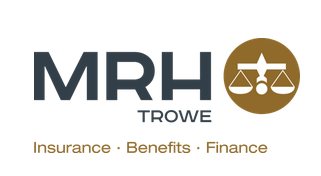 MRH
TROWE
Insurance · Benefits · Finance